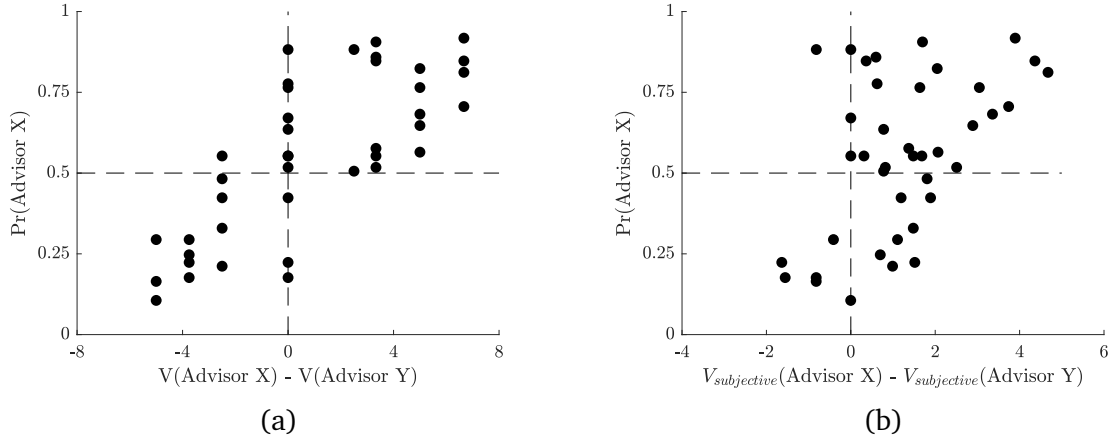 1
0.75
0.5
0.25
0
Pr(Advisor X)
-8 -4 0 4 8
V(Advisor X) - V(Advisor Y)
(a)
1
0.75
0.5
0.25
0
Pr(Advisor X)
-4 -2 0 2 4 6
V_subjective(Advisor X) - V_subjective(Advisor Y)
(b)